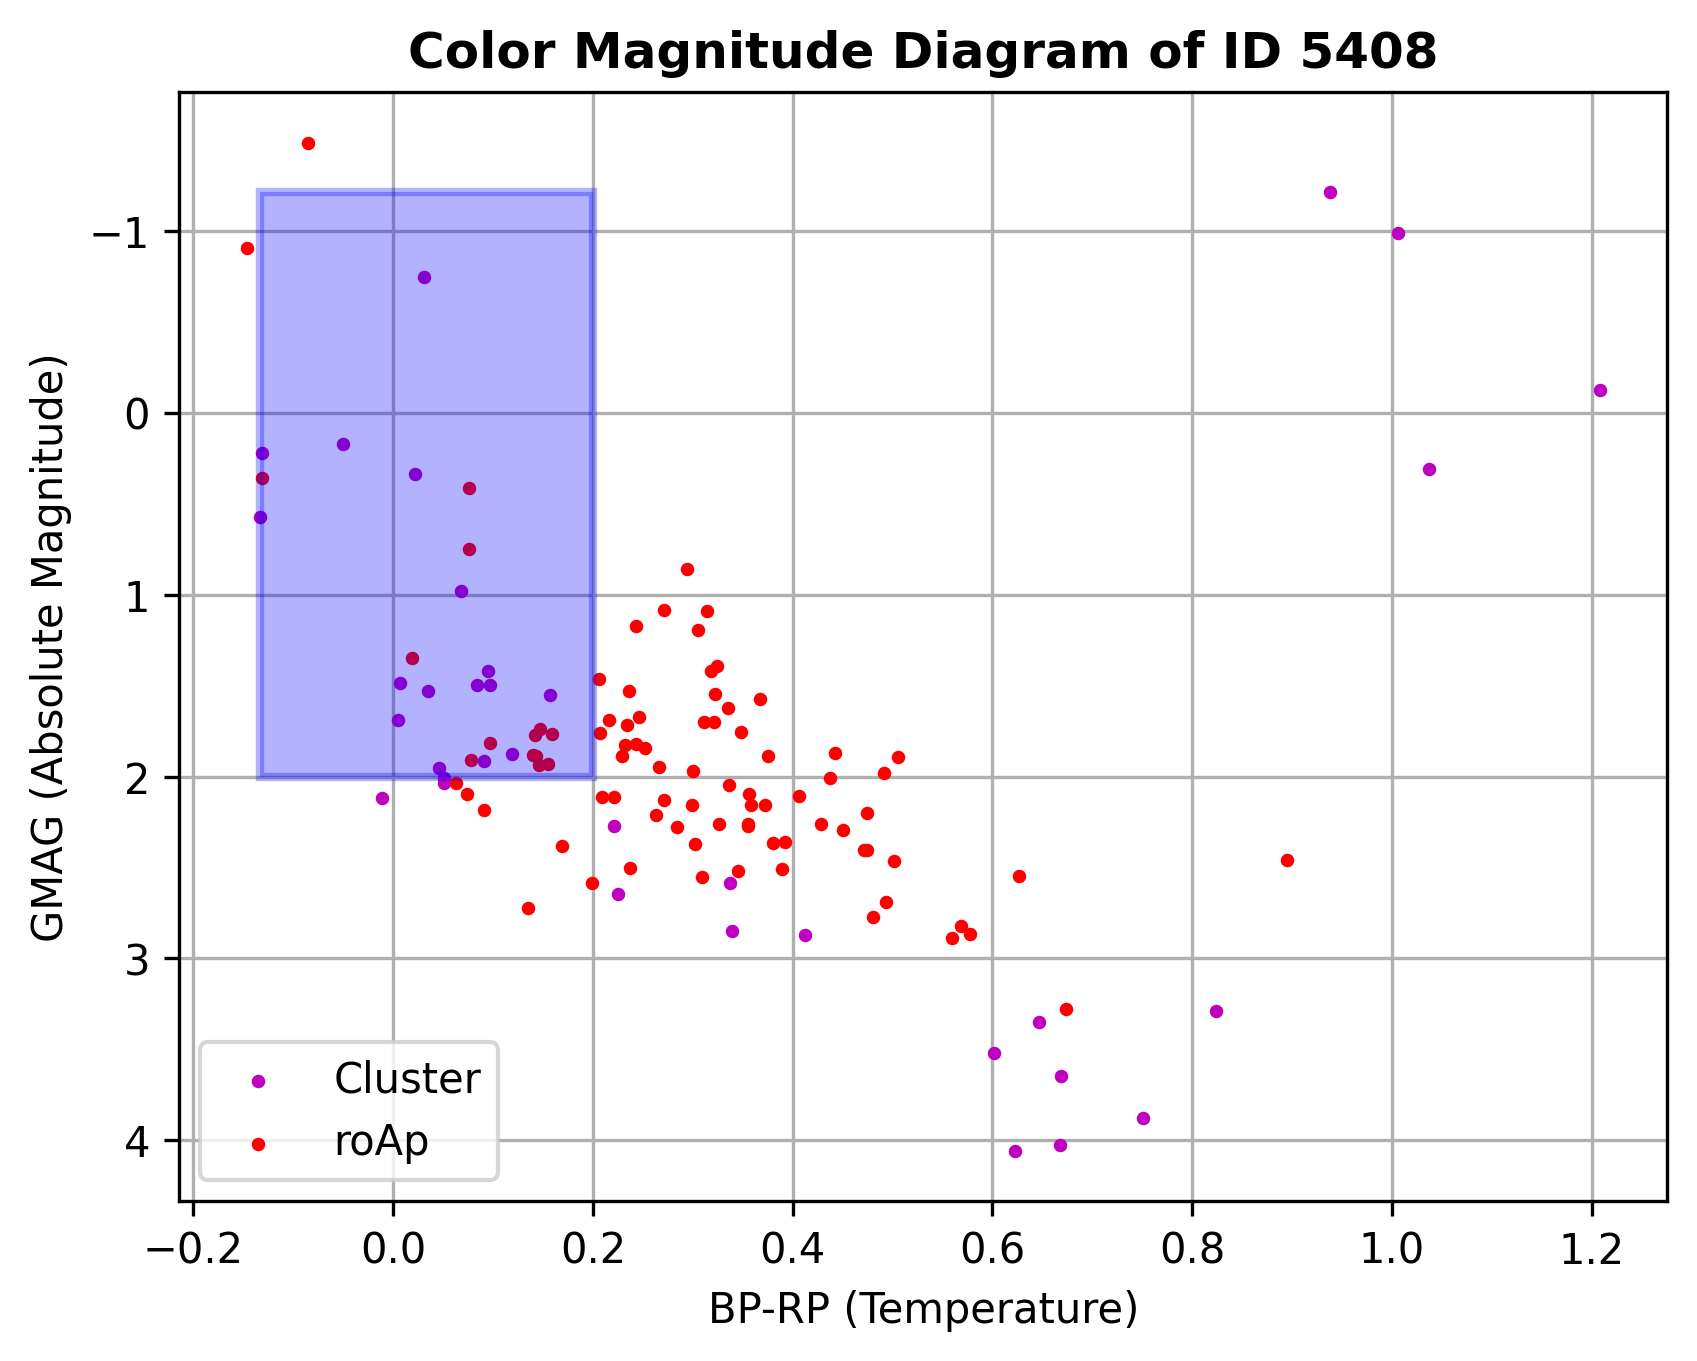 Color Magnitude Diagram of ID 5408
GMAG (Absolute Magnitude)
−1
0
1
2
3
4
Cluster
roAp
−0.2 0.0 0.2 0.4 0.6 0.8 1.0 1.2
BP-RP (Temperature)